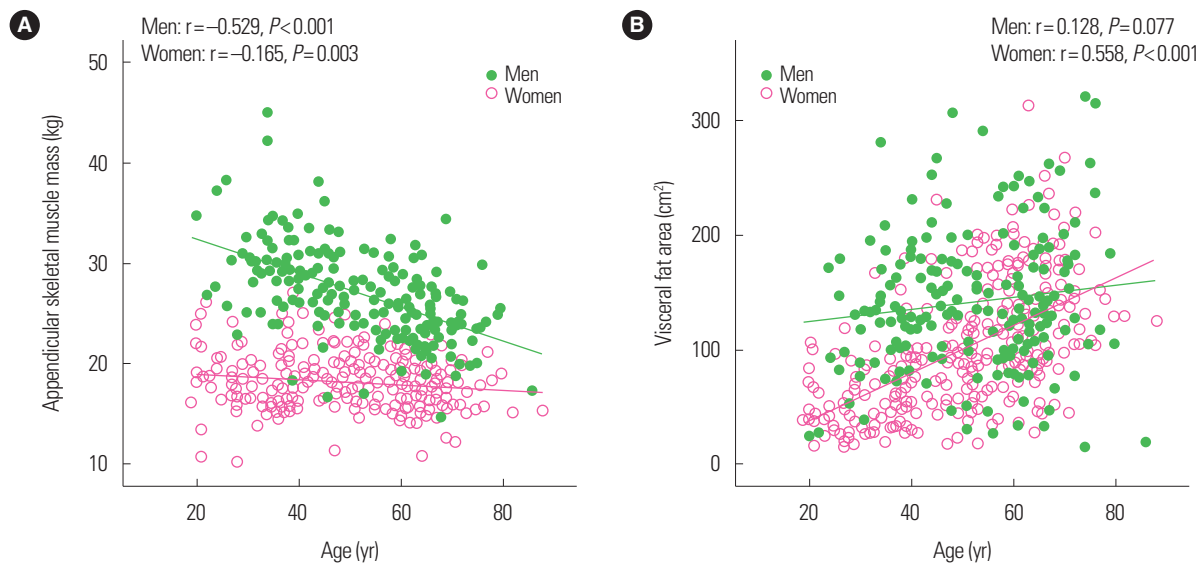 A
Men: r=–0.529, P<0.001
Women: r=–0.165, P=0.003
Men
Women
Appendicular skeletal muscle mass (kg)
50
40
30
20
10
20 40 60 80
Age (yr)
B
Men: r=0.128, P=0.077
Women: r=0.558, P<0.001
Men
Women
Visceral fat area (cm²)
300
200
100
0
20 40 60 80
Age (yr)